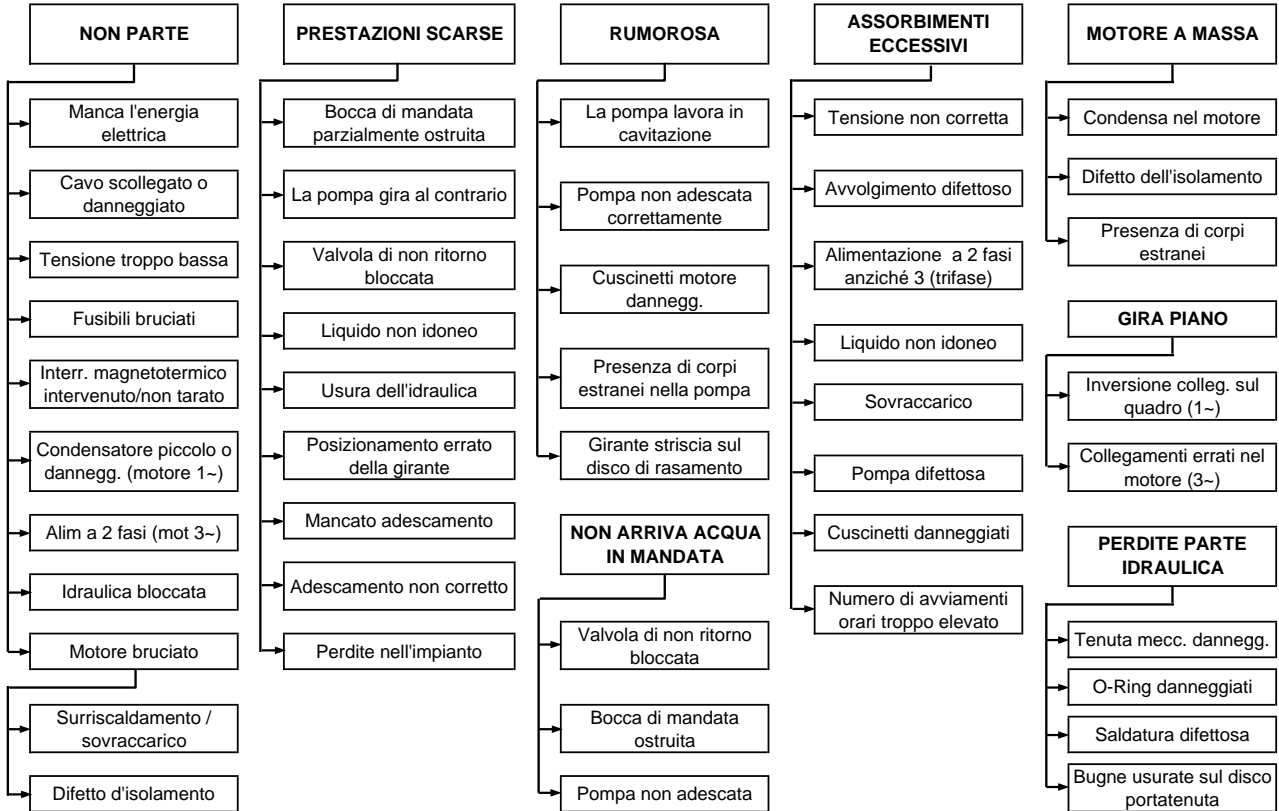 NON PARTE
Manca l'energia
elettrica
Cavo scollegato o
danneggiato
Tensione troppo bassa
Fusibili bruciati
Interr. magnetotermico
intervenuto/non tarato
Condensatore piccolo o
dannegg. (motore 1~)
Alim a 2 fasi (mot 3~)
Idraulica bloccata
Motore bruciato
Surriscaldamento /
sovraccarico
Difetto d'isolamento
PRESTAZIONI SCARSE
Bocca di mandata
parzialmente ostruita
La pompa gira al contrario
Valvola di non ritorno
bloccata
Liquido non idoneo
Usura dell'idraulica
Posizionamento errato
della girante
Mancato adescamento
Adescamento non corretto
Perdite nell'impianto
RUMOROSA
La pompa lavora in
cavitazione
Pompa non adescata
correttamente
Cuscinetti motore
dannegg.
Presenza di corpi
estranei nella pompa
Girante striscia sul
disco di rasamento
NON ARRIVA ACQUA
IN MANDATA
Valvola di non ritorno
bloccata
Bocca di mandata
ostruita
Pompa non adescata
ASSORBIMENTI
ECCESSIVI
Tensione non corretta
Avvolgimento difettoso
Alimentazione a 2 fasi
anziché 3 (trifase)
Liquido non idoneo
Sovraccarico
Pompa difettosa
Cuscinetti danneggiati
Numero di avviamenti
orari troppo elevato
MOTORE A MASSA
Condensa nel motore
Difetto dell'isolamento
Presenza di corpi
estranei
GIRA PIANO
Inversione colleg. sul
quadro (1~)
Collegamenti errati nel
motore (3~)
PERDITE PARTE
IDRAULICA
Tenuta mecc. dannegg.
O-Ring danneggiati
Saldatura difettosa
Bugne usurate sul disco
portatenuta